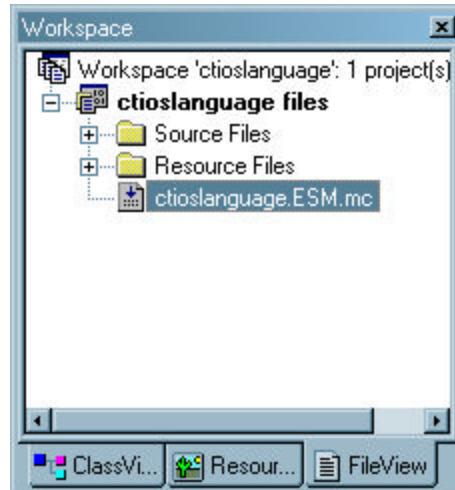 Workspace
Workspace 'ctioslanguage': 1 project(s)
ctioslanguage files
Source Files
Resource Files
ctioslanguage.ESM.mc
ClassVi... Resour... FileView